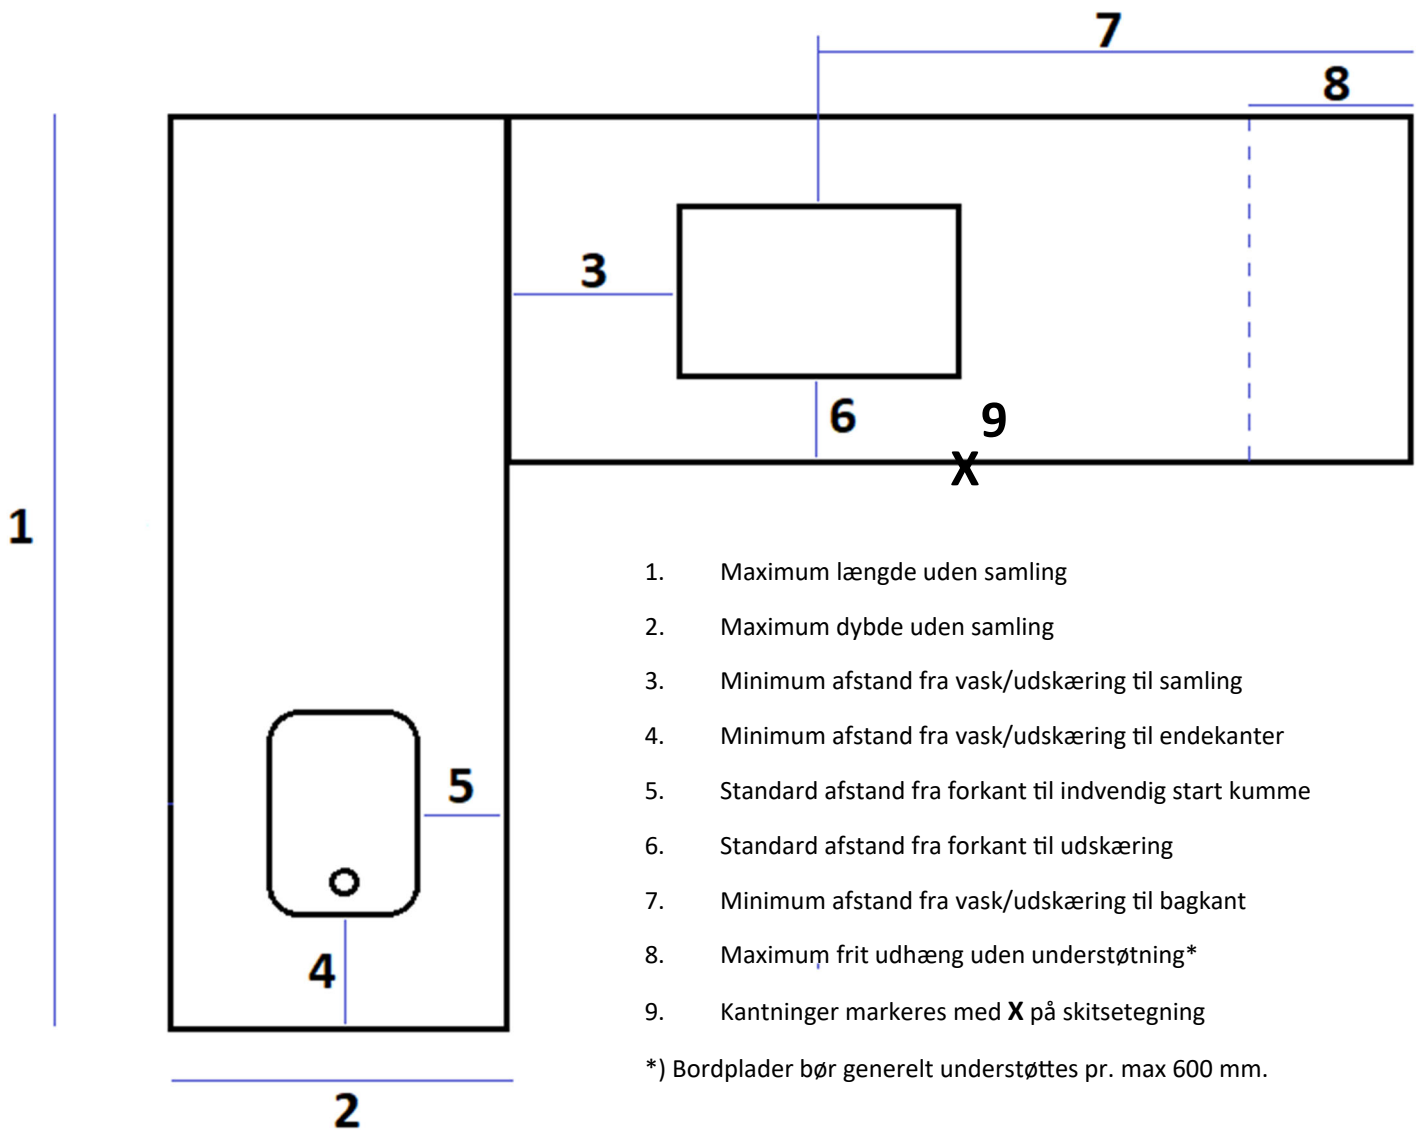 7
8
3
6
9
X
1
5
4
2
1. Maximum længde uden samling
2. Maximum dybde uden samling
3. Minimum afstand fra vask/udskæring til samling
4. Minimum afstand fra vask/udskæring til endekanter
5. Standard afstand fra forkant til indvendig start kumme
6. Standard afstand fra forkant til udskæring
7. Minimum afstand fra vask/udskæring til bagkant
8. Maximum frit udhæng uden understøtning*
9. Kantninger markeres med X på skitsetegning
*) Bordplader bør generelt understøttes pr. max 600 mm.